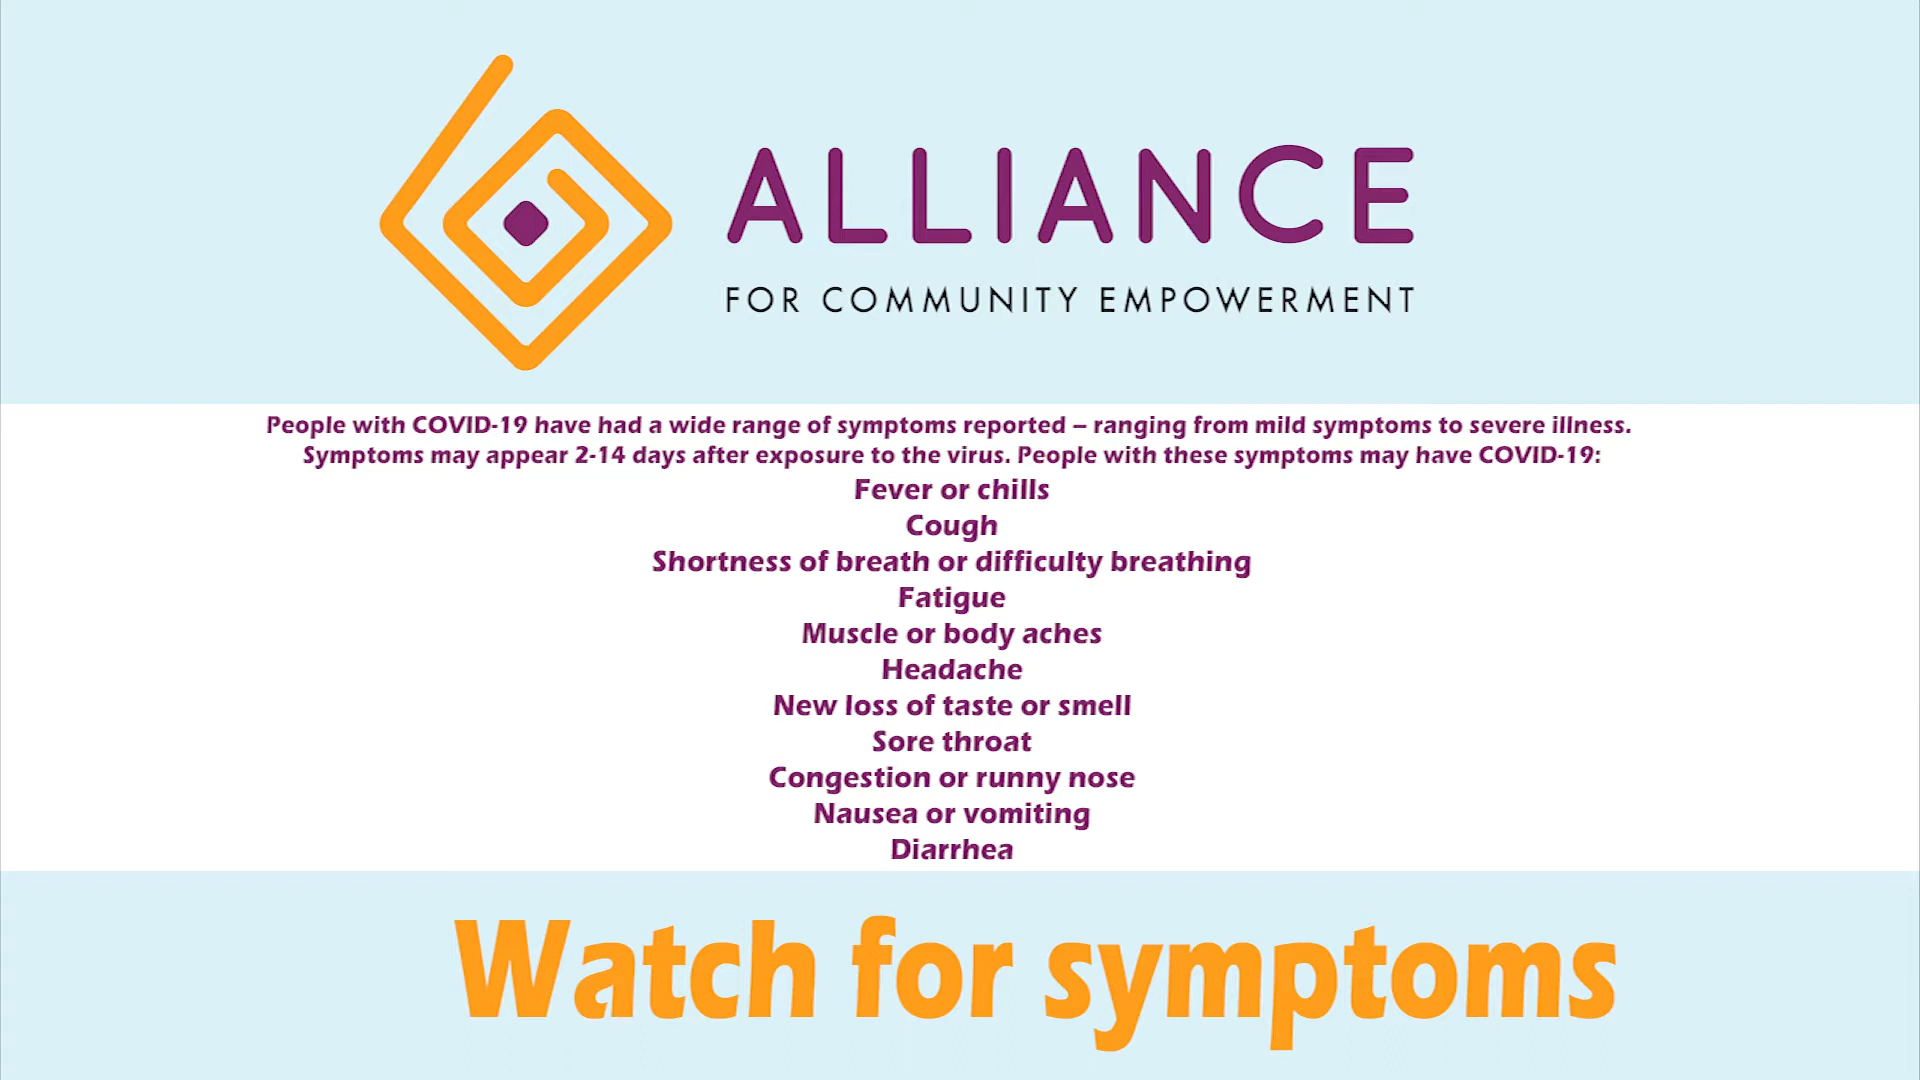 ALLIANCE
FOR COMMUNITY EMPOWERMENT
People with COVID-19 have had a wide range of symptoms reported – ranging from mild symptoms to severe illness.
Symptoms may appear 2-14 days after exposure to the virus. People with these symptoms may have COVID-19:
Fever or chills
Cough
Shortness of breath or difficulty breathing
Fatigue
Muscle or body aches
Headache
New loss of taste or smell
Sore throat
Congestion or runny nose
Nausea or vomiting
Diarrhea
Watch for symptoms